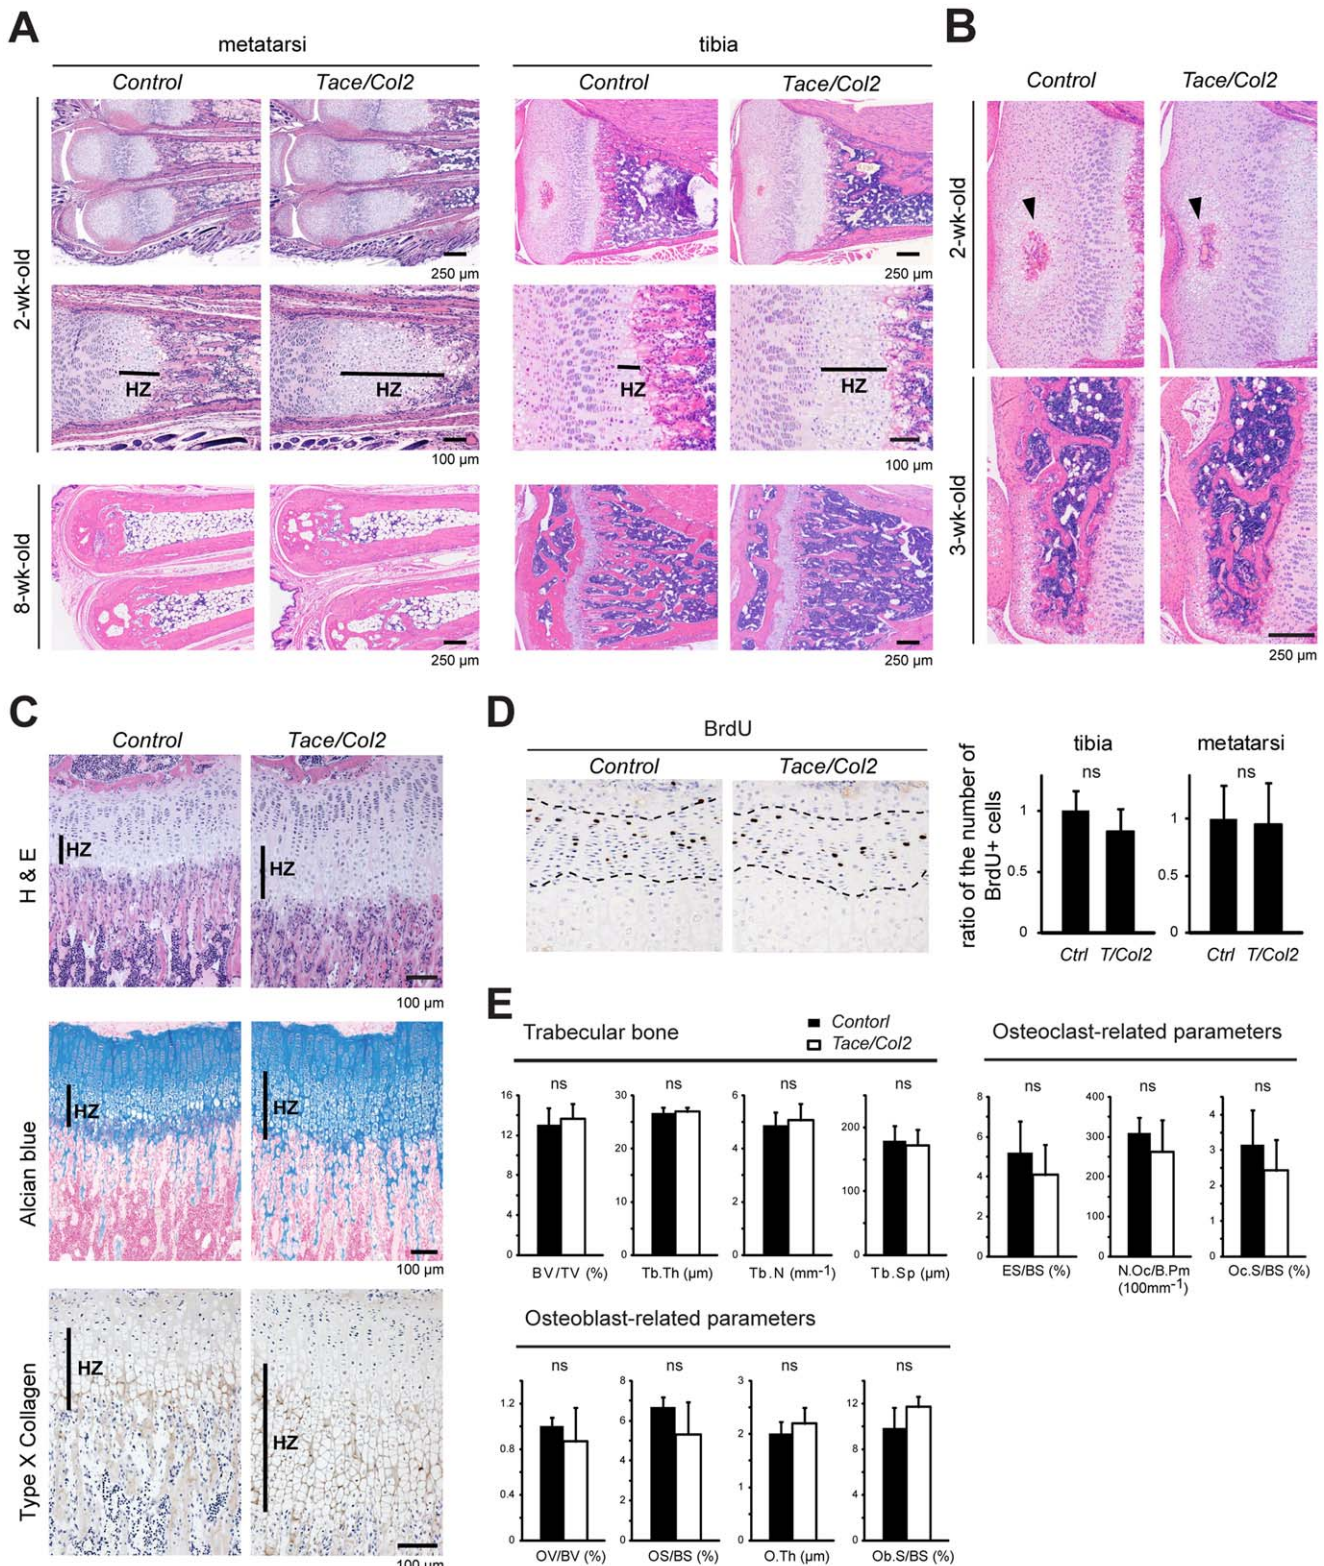 A
metatarsi
tibia
Control
Tace/Col2
Control
Tace/Col2
2-wk-old
250 µm
250 µm
HZ
HZ
HZ
HZ
100 µm
100 µm
8-wk-old
250 µm
250 µm
B
Control
Tace/Col2
2-wk-old
3-wk-old
250 µm
C
Control
Tace/Col2
H & E
HZ
HZ
100 µm
Alcian blue
HZ
HZ
100 µm
Type X Collagen
HZ
HZ
100 µm
D
BrdU
Control
Tace/Col2
ratio of the number of
BrdU+ cells
tibia
ns
1
0.5
0
Ctrl T/Col2
metatarsi
ns
1
0.5
0
Ctrl T/Col2
E
Trabecular bone
Contorl
Tace/Col2
ns
16
12
8
4
0
BV/TV (%)
ns
30
20
10
0
Tb.Th (µm)
ns
6
4
2
0
Tb.N (mm-1)
ns
200
100
Tb.Sp (µm)
Osteoclast-related parameters
ns
8
6
4
2
0
ES/BS (%)
ns
400
300
200
100
0
N.Oc/B.Pm
(100mm-1)
ns
4
3
2
1
0
Oc.S/BS (%)
Osteoblast-related parameters
ns
1.2
0.8
0.4
0
OV/BV (%)
ns
8
6
4
2
0
OS/BS (%)
ns
3
2
1
0
O.Th (µm)
ns
12
8
4
0
Ob.S/BS (%)